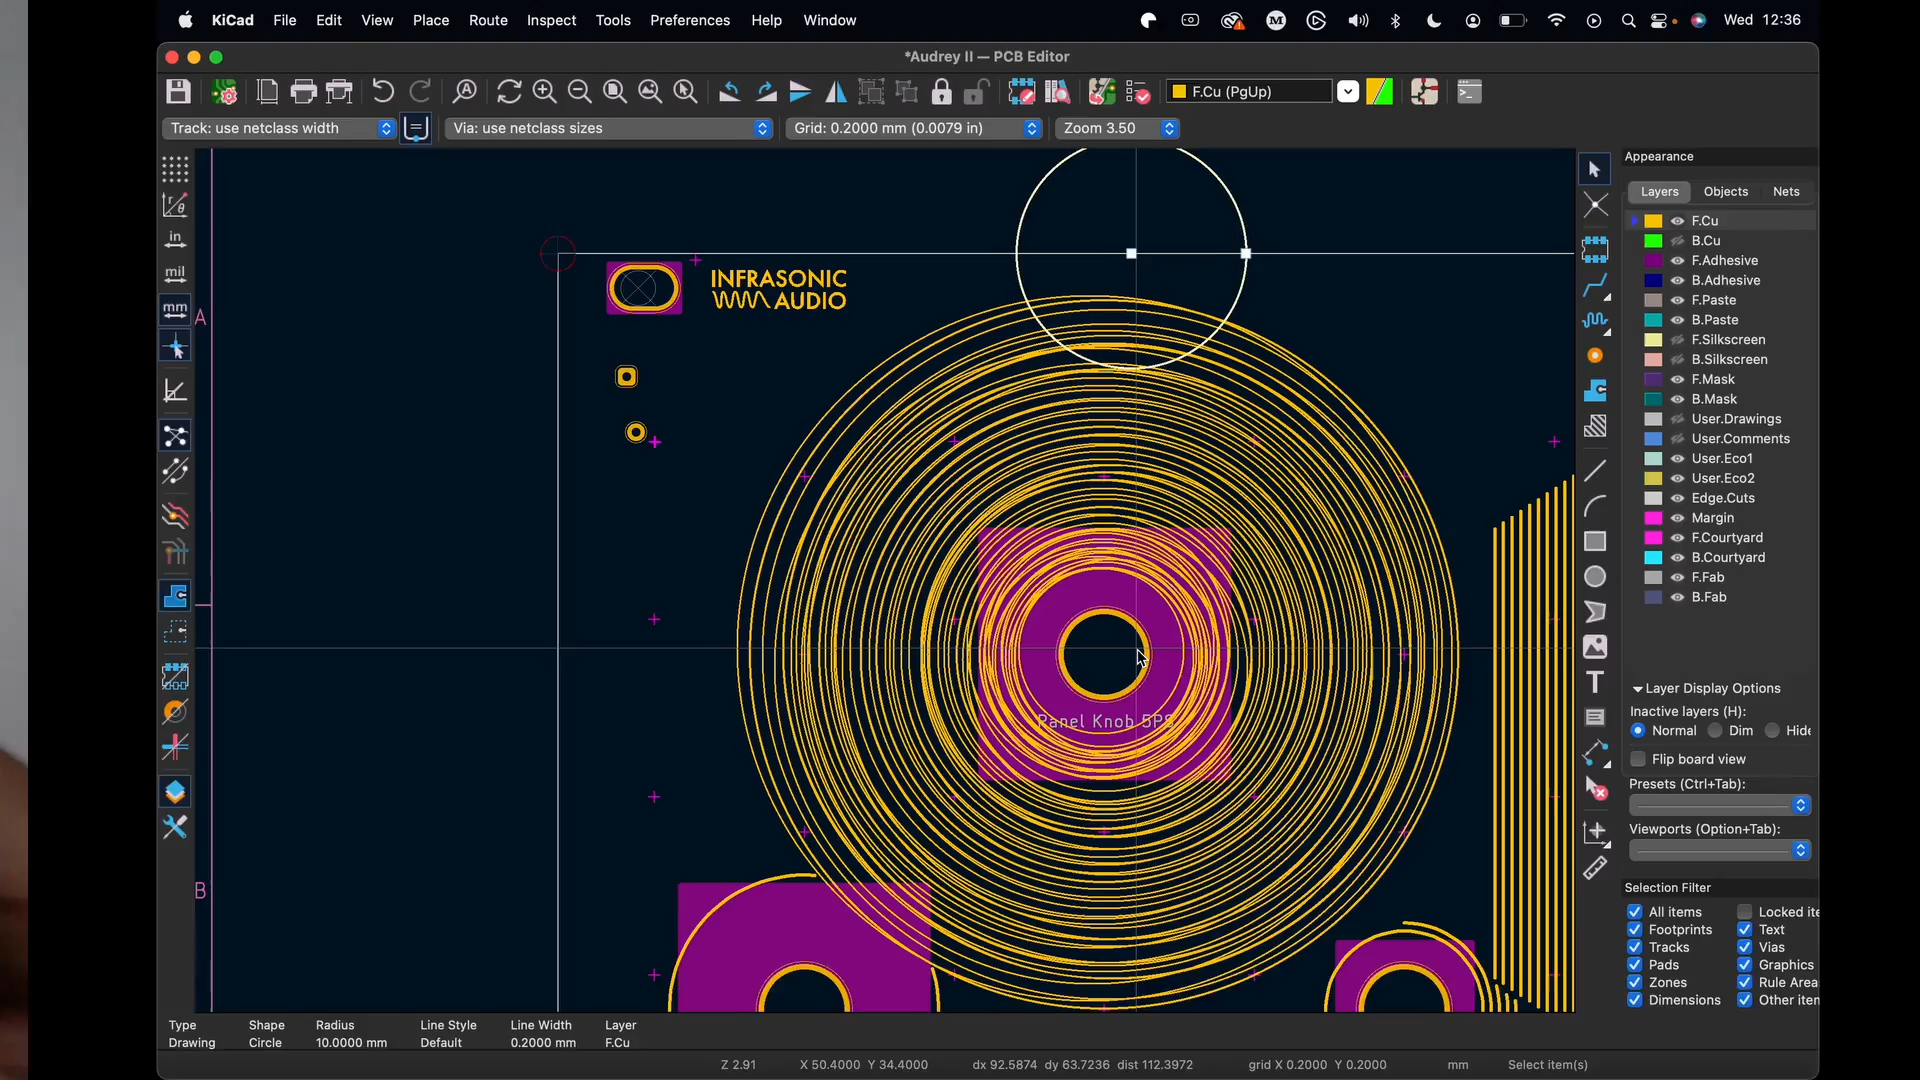 KiCad File Edit View Place Route Inspect Tools Preferences Help Window Wed 12:36
*Audrey II — PCB Editor
F.Cu (PgUp)
Track: use netclass width Via: use netclass sizes Grid: 0.2000 mm (0.0079 in) Zoom 3.50
Appearance
Layers Objects Nets
F.Cu
B.Cu
F.Adhesive
B.Adhesive
F.Paste
B.Paste
F.Silkscreen
B.Silkscreen
F.Mask
B.Mask
User.Drawings
User.Comments
User.Eco1
User.Eco2
Edge.Cuts
Margin
F.Courtyard
B.Courtyard
F.Fab
B.Fab
Layer Display Options
Inactive layers (H):
Normal Dim Hide
Flip board view
Presets (Ctrl+Tab):
Viewports (Option+Tab):
Selection Filter
All items Locked ite
Footprints Text
Tracks Vias
Pads Graphics
Zones Rule Area
Dimensions Other iten
in
mil
mm
A
B
INFRASONIC
AUDIO
Panel Knob 5PS
Type Shape Radius Line Style Line Width Layer
Drawing Circle 10.0000 mm Default 0.2000 mm F.Cu
Z 2.91 X 50.4000 Y 34.4000 dx 92.5874 dy 63.7236 dist 112.3972 grid X 0.2000 Y 0.2000 mm Select item(s)